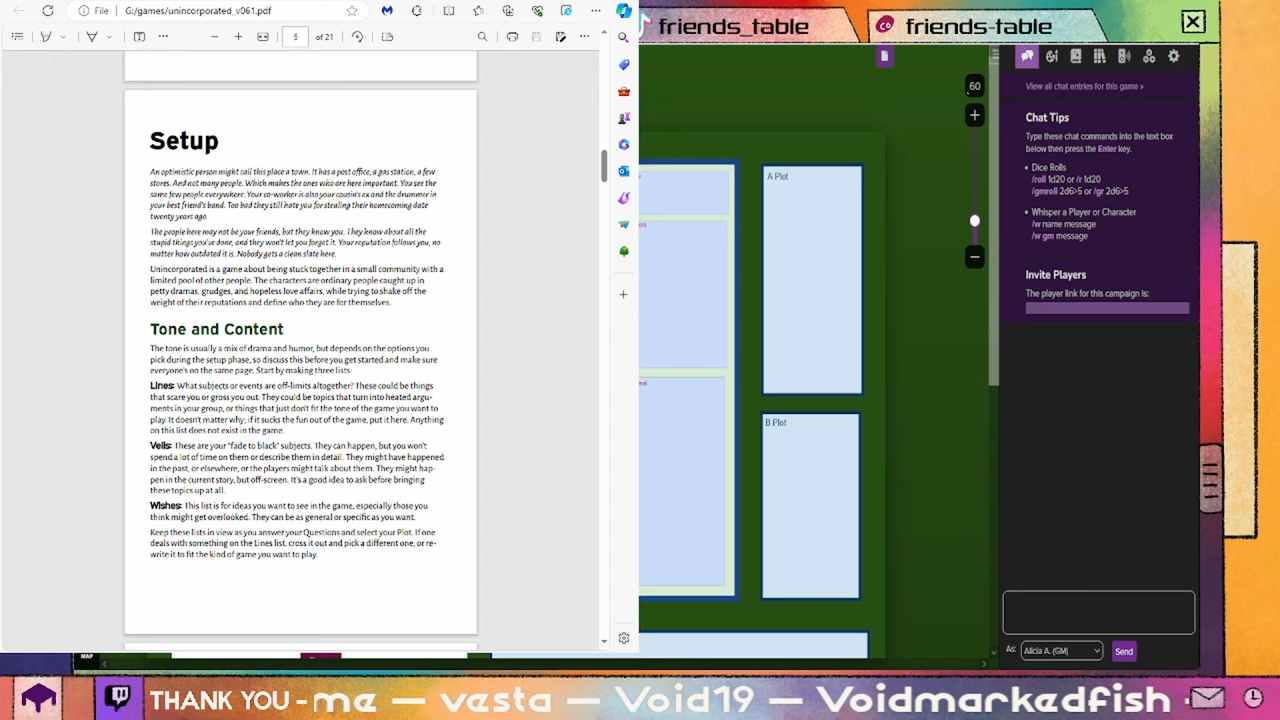 File
G:/games/unincorporated_v061.pdf
of 21
Setup
An optimistic person might call this place a town. It has a post office, a gas station, a few
stores. And not many people. Which makes the ones who are here important. You see the
same few people everywhere. Your co-worker is also your cousin's ex and the drummer in
your best friend's band. Too bad they still hate you for stealing their homecoming date
twenty years ago.
The people here may not be your friends, but they know you. They know about all the
stupid things you've done, and they won't let you forget it. Your reputation follows you, no
matter how outdated it is. Nobody gets a clean slate here.
Unincorporated is a game about being stuck together in a small community with a
limited pool of other people. The characters are ordinary people caught up in
petty dramas, grudges, and hopeless love affairs, while trying to shake off the
weight of their reputations and define who they are for themselves.
Tone and Content
The tone is usually a mix of drama and humor, but depends on the options you
pick during the setup phase, so discuss this before you get started and make sure
everyone's on the same page. Start by making three lists:
Lines: What subjects or events are off-limits altogether? These could be things
that scare you or gross you out. They could be topics that turn into heated argu-
ments in your group, or things that just don't fit the tone of the game you want to
play. It doesn't matter why; if it sucks the fun out of the game, put it here. Anything
on this list does not exist in the game.
Veils: These are your "fade to black" subjects. They can happen, but you won't
spend a lot of time on them or describe them in detail. They might have happened
in the past, or elsewhere, or the players might talk about them. They might hap-
pen in the current story, but off-screen. It's a good idea to ask before bringing
these topics up at all.
Wishes: This list is for ideas you want to see in the game, especially those you
think might get overlooked. They can be as general or specific as you want.
Keep these lists in view as you answer your Questions and select your Plot. If one
deals with something on the Lines list, cross it out and pick a different one, or re-
write it to fit the kind of game you want to play.
friends_table
friends-table
60
A Plot
B Plot
View all chat entries for this game »
Chat Tips
Type these chat commands into the text box
below then press the Enter key.
Dice Rolls
/roll 1d20 or /r 1d20
/gmroll 2d6>5 or /gr 2d6>5
Whisper a Player or Character
/w name message
/w gm message
Invite Players
The player link for this campaign is:
As:
Alicia A. (GM)
Send
MAP
THANK YOU - me — vesta — Void19 — Voidmarkedfish -